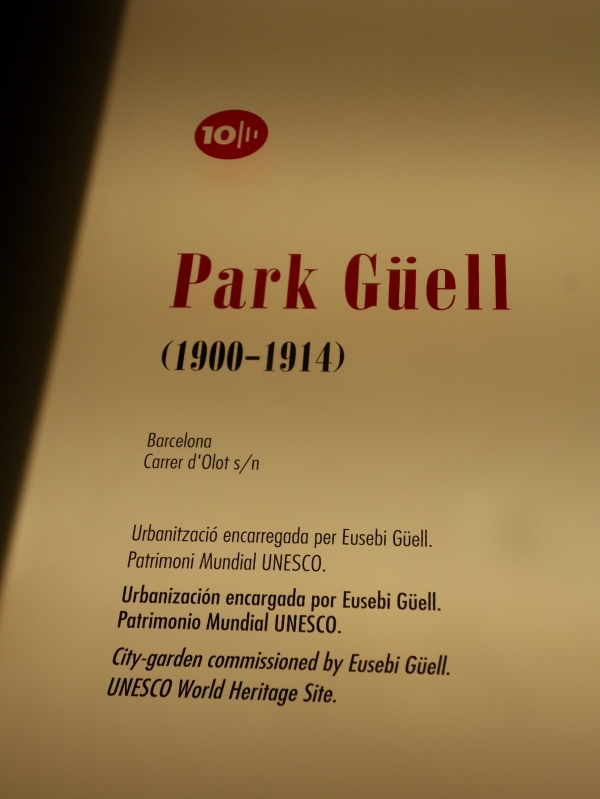 10
Park Güell
(1900–1914)
Barcelona
Carrer d'Olot s/n
Urbanització encarregada per Eusebi Güell.
Patrimoni Mundial UNESCO.
Urbanización encargada por Eusebi Güell.
Patrimonio Mundial UNESCO.
City-garden commissioned by Eusebi Güell.
UNESCO World Heritage Site.